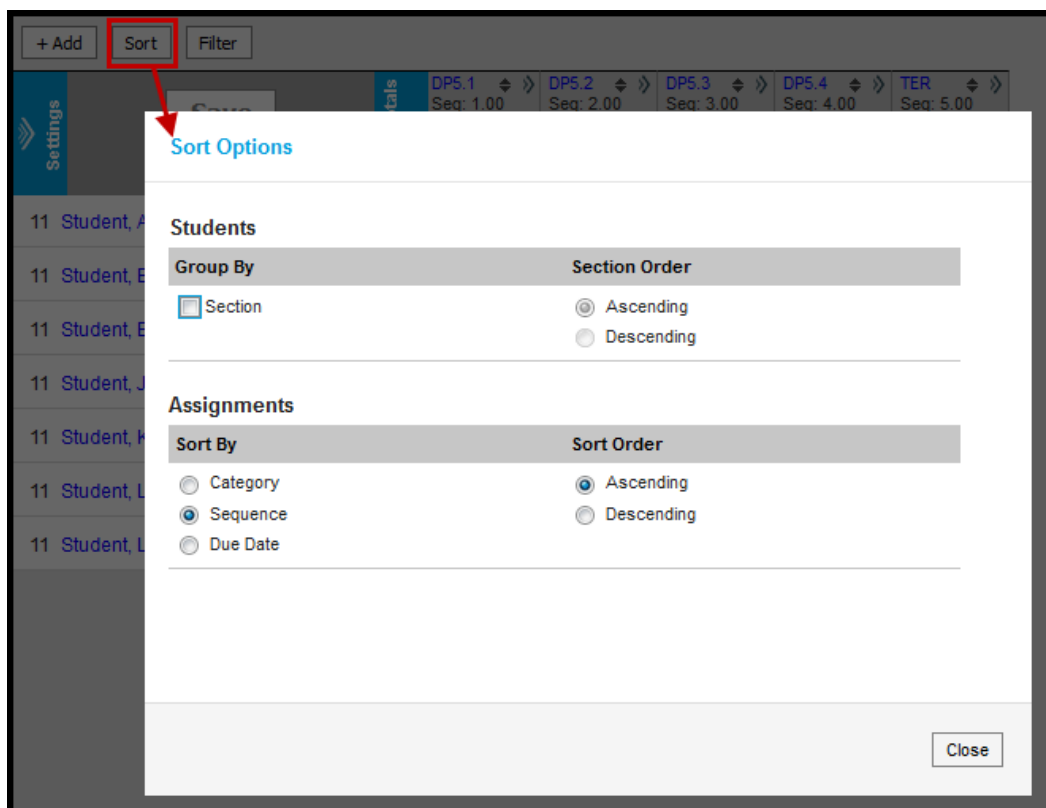 + Add Sort Filter
Settings
Save
tals
DP5.1 DP5.2 DP5.3 DP5.4 TER
Seq: 1.00 Seq: 2.00 Seq: 3.00 Seq: 4.00 Seq: 5.00
Sort Options
11 Student, A
Students
Group By Section Order
11 Student, E
Section Ascending
11 Student, E
Descending
11 Student, J
Assignments
11 Student, K
Sort By Sort Order
Category Ascending
11 Student, L
Sequence Descending
11 Student, L
Due Date
Close